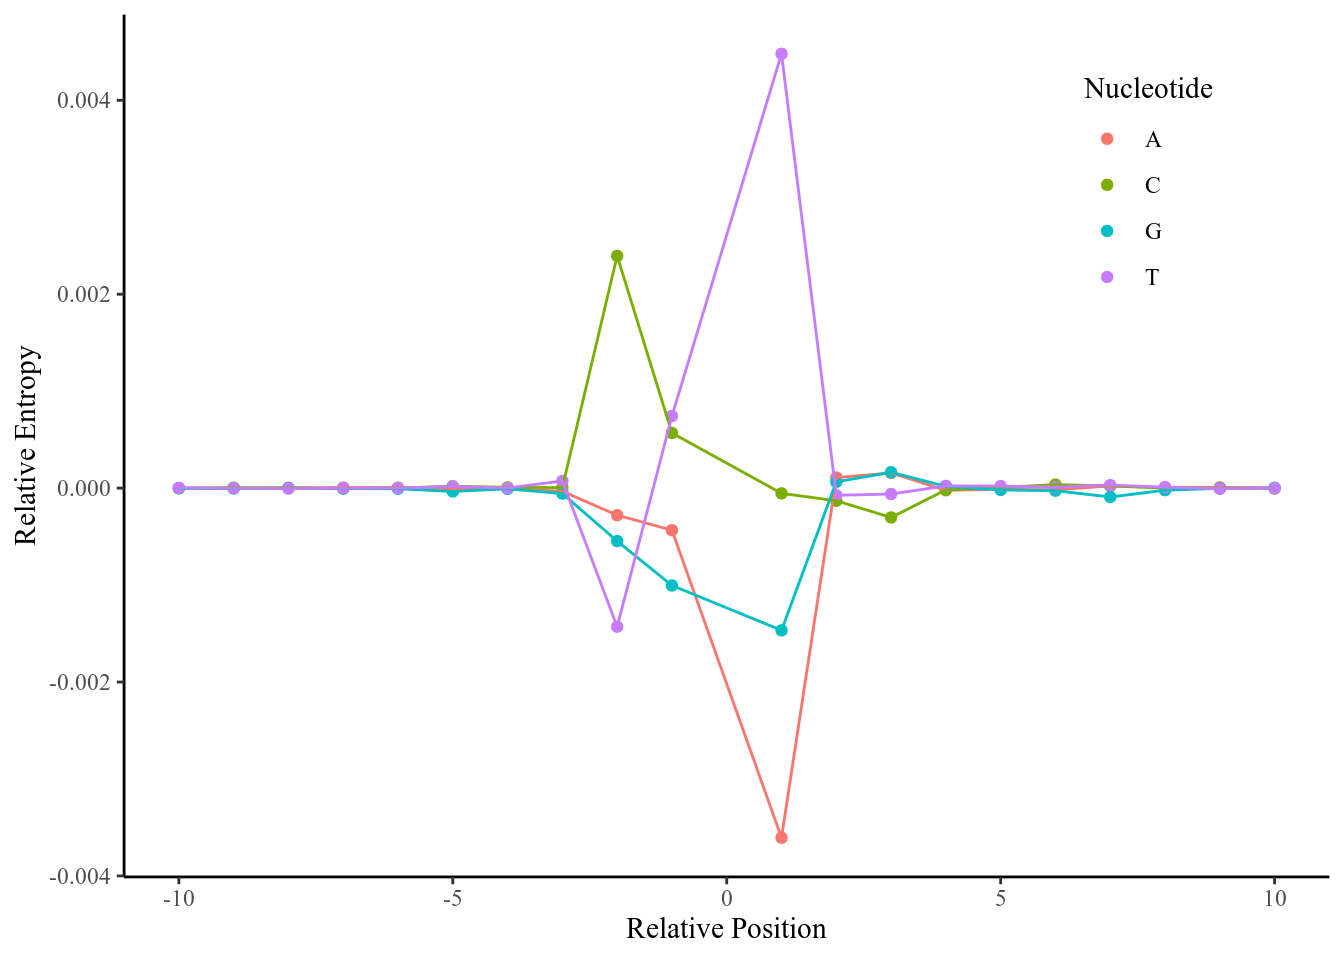 Nucleotide
A
C
G
T
Relative Entropy
0.004
0.002
0.000
-0.002
-0.004
-10 -5 0 5 10
Relative Position